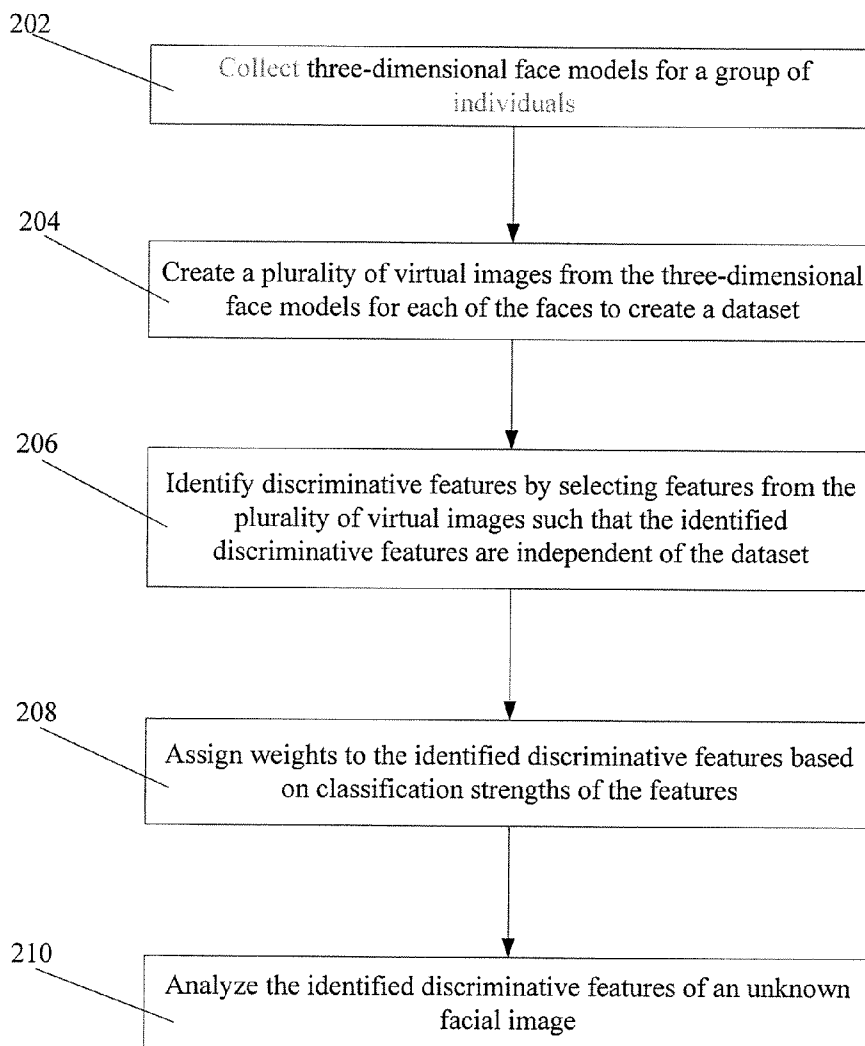 202
Collect three-dimensional face models for a group of
individuals
204
Create a plurality of virtual images from the three-dimensional
face models for each of the faces to create a dataset
206
Identify discriminative features by selecting features from the
plurality of virtual images such that the identified
discriminative features are independent of the dataset
208
Assign weights to the identified discriminative features based
on classification strengths of the features
210
Analyze the identified discriminative features of an unknown
facial image